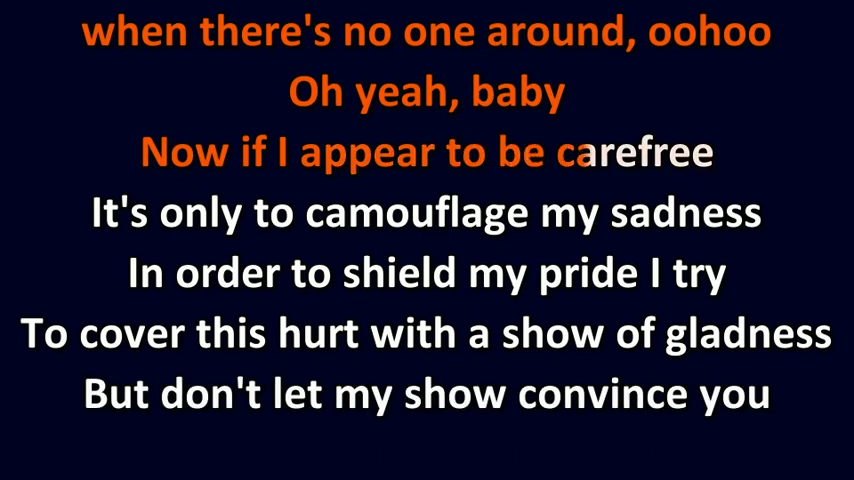 when there's no one around, oohoo
Oh yeah, baby
Now if I appear to be carefree
It's only to camouflage my sadness
In order to shield my pride I try
To cover this hurt with a show of gladness
But don't let my show convince you